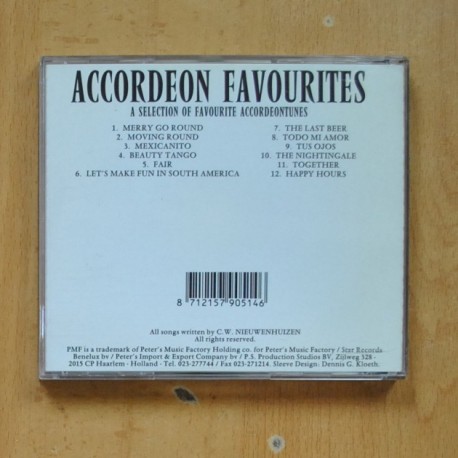 ACCORDEON FAVOURITES
A SELECTION OF FAVOURITE ACCORDEONTUNES
1. MERRY GO ROUND
2. MOVING ROUND
3. MEXICANITO
4. BEAUTY TANGO
5. FAIR
6. LET'S MAKE FUN IN SOUTH AMERICA
7. THE LAST BEER
8. TODO MI AMOR
9. TUS OJOS
10. THE NIGHTINGALE
11. TOGETHER
12. HAPPY HOURS
8 712157 905146
All songs written by C.W. NIEUWENHUIZEN
All rights reserved.
PMF is a trademark of Peter's Music Factory Holding co. for Peter's Music Factory / Star Records
Benelux bv / Peter's Import & Export Company bv / P.S. Production Studios BV, Zijlweg 328 -
2015 CP Haarlem - Holland - Tel. 023-277744 / Fax 023-271214. Sleeve Design: Dennis G. Kloeth.